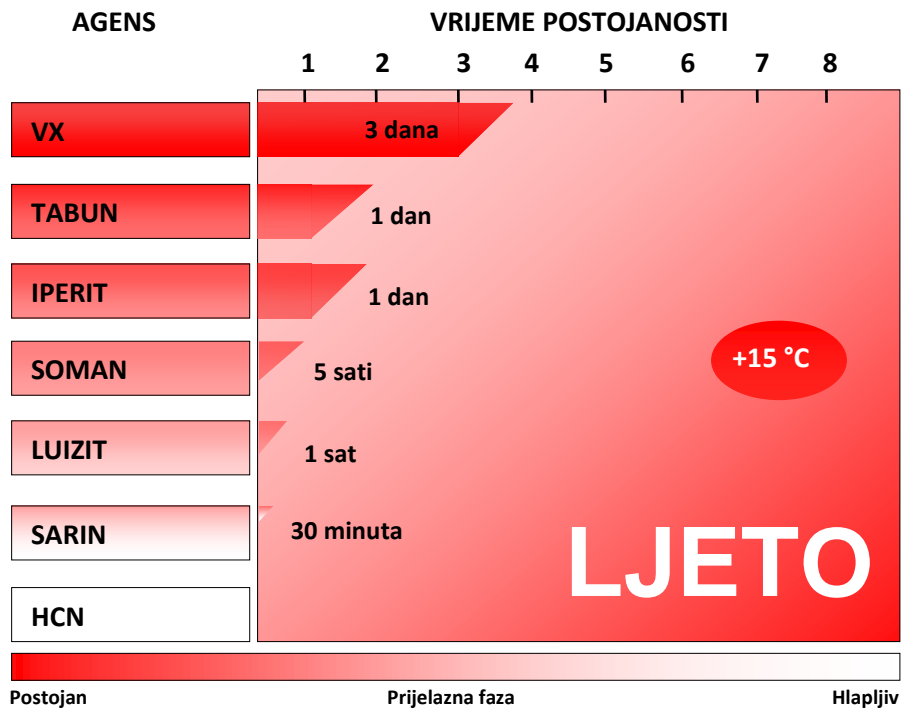 AGENS VRIJEME POSTOJANOSTI
1 2 3 4 5 6 7 8
VX 3 dana
TABUN 1 dan
IPERIT 1 dan
SOMAN 5 sati +15 °C
LUIZIT 1 sat
SARIN 30 minuta
LJETO
HCN
Postojan Prijelazna faza Hlapljiv